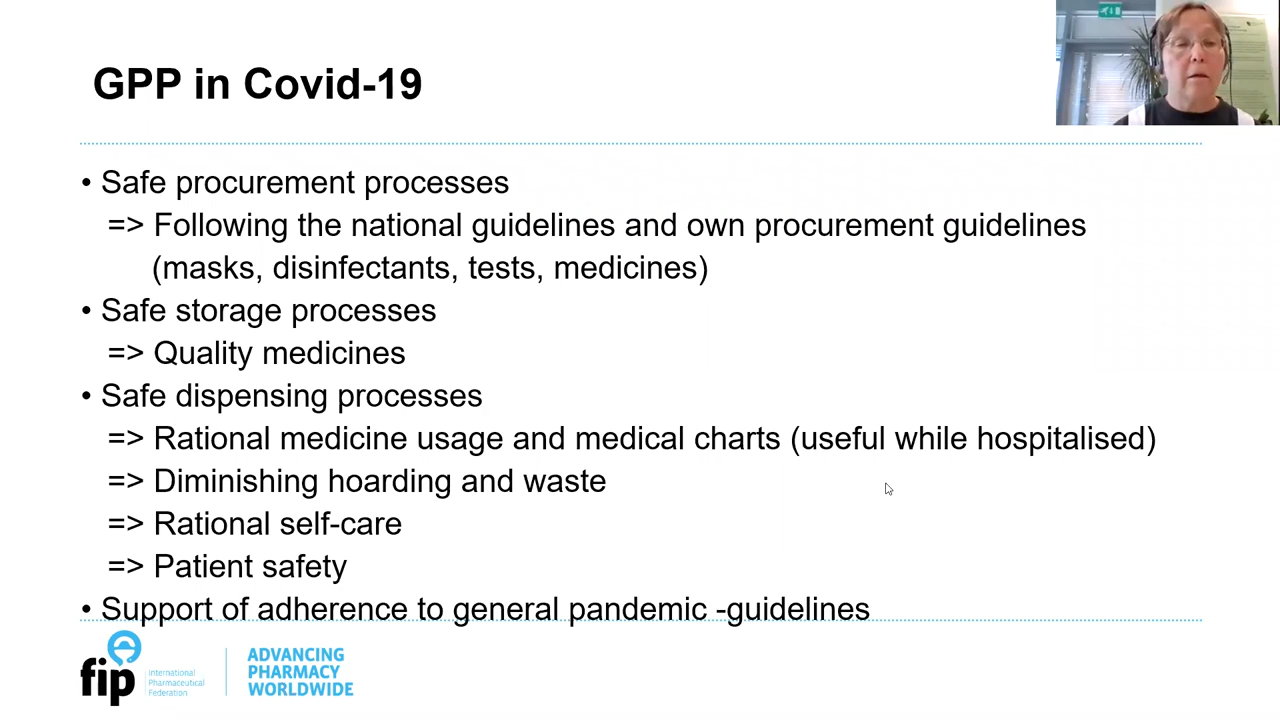 GPP in Covid-19
• Safe procurement processes
=> Following the national guidelines and own procurement guidelines
(masks, disinfectants, tests, medicines)
• Safe storage processes
=> Quality medicines
• Safe dispensing processes
=> Rational medicine usage and medical charts (useful while hospitalised)
=> Diminishing hoarding and waste
=> Rational self-care
=> Patient safety
• Support of adherence to general pandemic -guidelines
fip
International
Pharmaceutical
Federation
ADVANCING
PHARMACY
WORLDWIDE